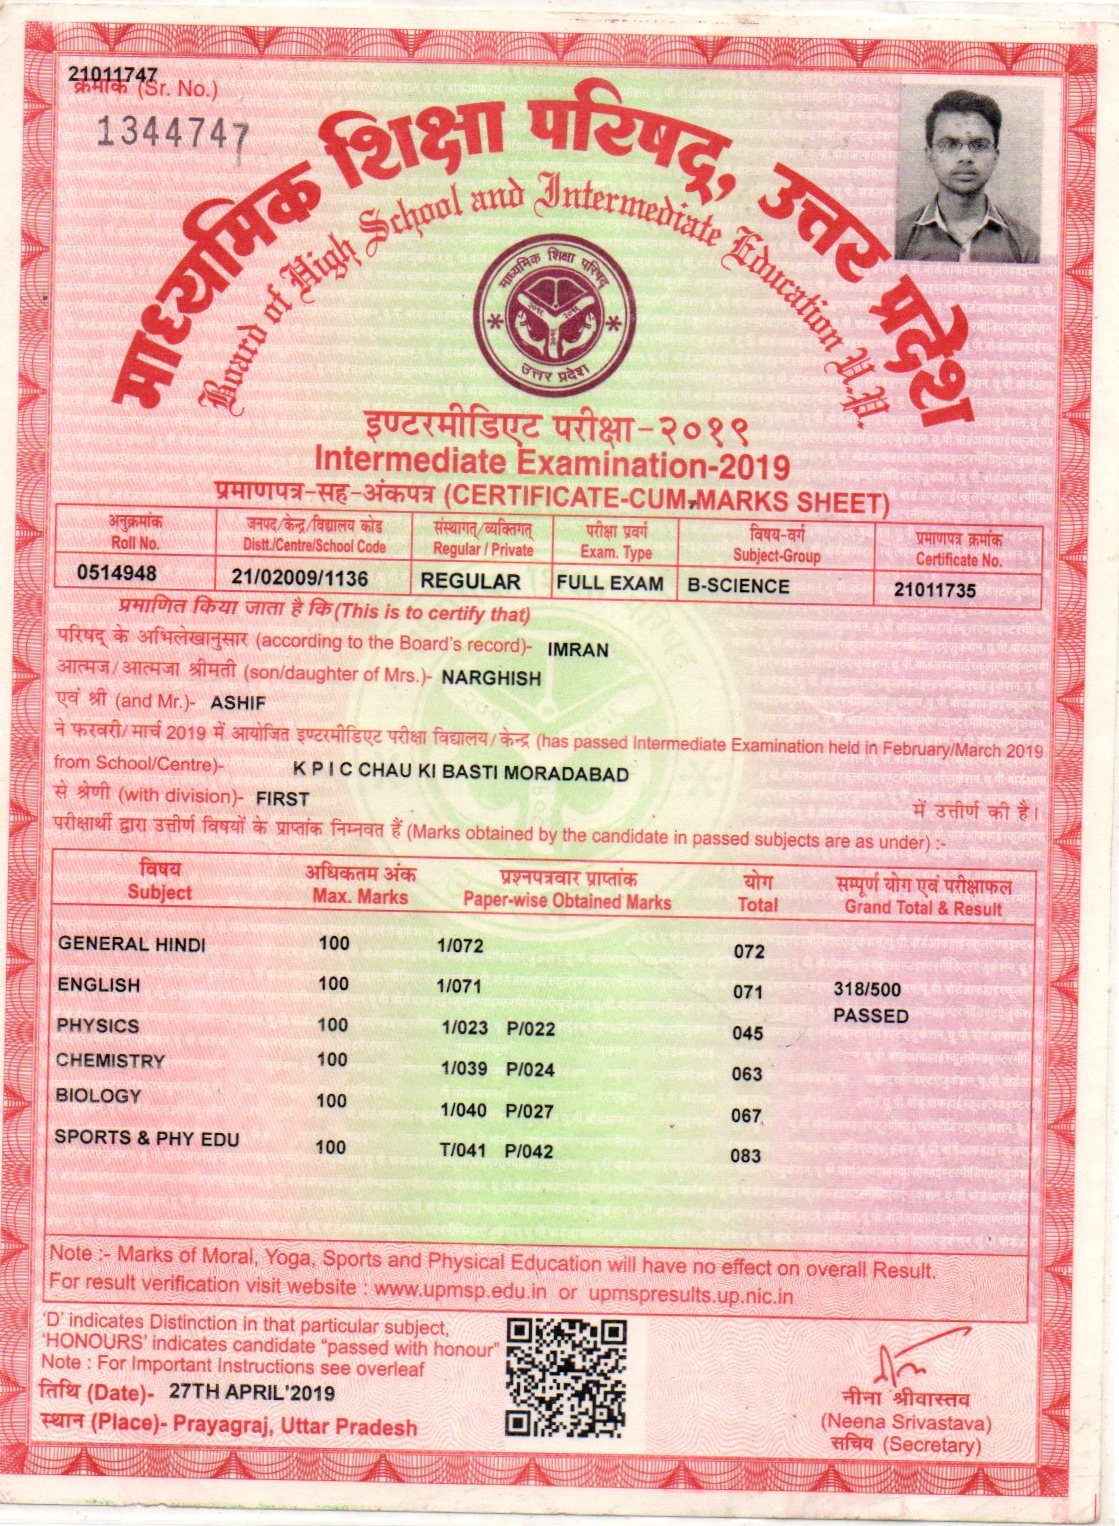 21011747
क्रमांक (Sr. No.)
1344747
माध्यमिक शिक्षा परिषद्, उत्तर प्रदेश
Board of High School and Intermediate Education U.P.
माध्यमिक शिक्षा परिषद
उत्तर प्रदेश
इण्टरमीडिएट परीक्षा-२०१९
Intermediate Examination-2019
प्रमाणपत्र-सह-अंकपत्र (CERTIFICATE-CUM-MARKS SHEET)
अनुक्रमांक जनपद/केन्द्र/विद्यालय कोड संस्थागत्/व्यक्तिगत् परीक्षा प्रवर्ग विषय-वर्ग प्रमाणपत्र क्रमांक
Roll No. Distt./Centre/School Code Regular / Private Exam. Type Subject-Group Certificate No.
0514948 21/02009/1136 REGULAR FULL EXAM B-SCIENCE 21011735
प्रमाणित किया जाता है कि (This is to certify that)
परिषद् के अभिलेखानुसार (according to the Board's record)- IMRAN
आत्मज/आत्मजा श्रीमती (son/daughter of Mrs.)- NARGHISH
एवं श्री (and Mr.)- ASHIF
ने फरवरी/मार्च 2019 में आयोजित इण्टरमीडिएट परीक्षा विद्यालय/केन्द्र (has passed Intermediate Examination held in February/March 2019
from School/Centre)- K P I C CHAU KI BASTI MORADABAD
से श्रेणी (with division)- FIRST में उत्तीर्ण की है।
परीक्षार्थी द्वारा उत्तीर्ण विषयों के प्राप्तांक निम्नवत हैं (Marks obtained by the candidate in passed subjects are as under) :-
विषय अधिकतम अंक प्रश्नपत्रवार प्राप्तांक योग सम्पूर्ण योग एवं परीक्षाफल
Subject Max. Marks Paper-wise Obtained Marks Total Grand Total & Result
GENERAL HINDI 100 1/072 072
ENGLISH 100 1/071 071 318/500
PASSED
PHYSICS 100 1/023 P/022 045
CHEMISTRY 100 1/039 P/024 063
BIOLOGY 100 1/040 P/027 067
SPORTS & PHY EDU 100 T/041 P/042 083
Note :- Marks of Moral, Yoga, Sports and Physical Education will have no effect on overall Result.
For result verification visit website : www.upmsp.edu.in or upmspresults.up.nic.in
'D' indicates Distinction in that particular subject,
'HONOURS' indicates candidate "passed with honour"
Note : For Important Instructions see overleaf
तिथि (Date)- 27TH APRIL'2019
स्थान (Place)- Prayagraj, Uttar Pradesh
नीना श्रीवास्तव
(Neena Srivastava)
सचिव (Secretary)